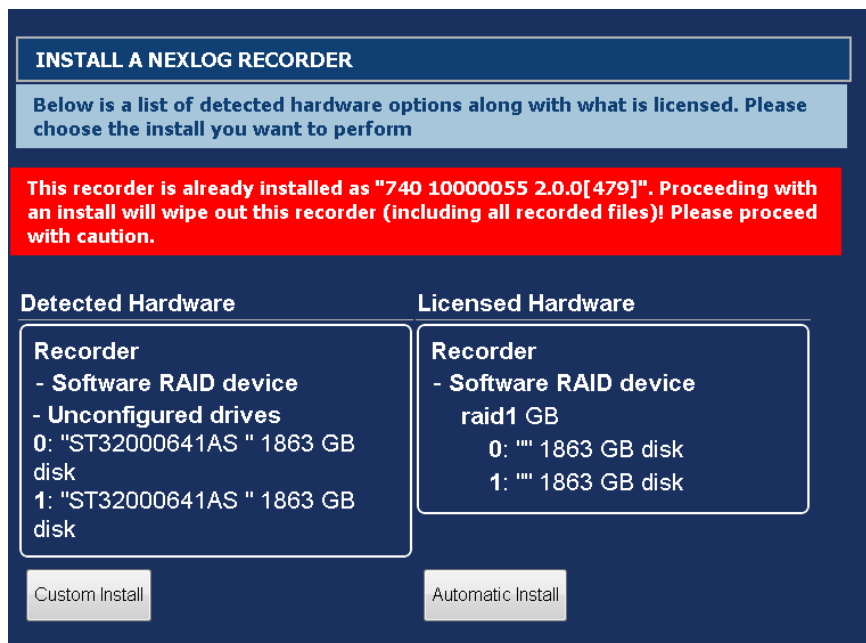 INSTALL A NEXLOG RECORDER
Below is a list of detected hardware options along with what is licensed. Please
choose the install you want to perform
This recorder is already installed as "740 10000055 2.0.0[479]". Proceeding with
an install will wipe out this recorder (including all recorded files)! Please proceed
with caution.
Detected Hardware
Recorder
- Software RAID device
- Unconfigured drives
0: "ST32000641AS " 1863 GB
disk
1: "ST32000641AS " 1863 GB
disk
Custom Install
Licensed Hardware
Recorder
- Software RAID device
raid1 GB
0: "" 1863 GB disk
1: "" 1863 GB disk
Automatic Install